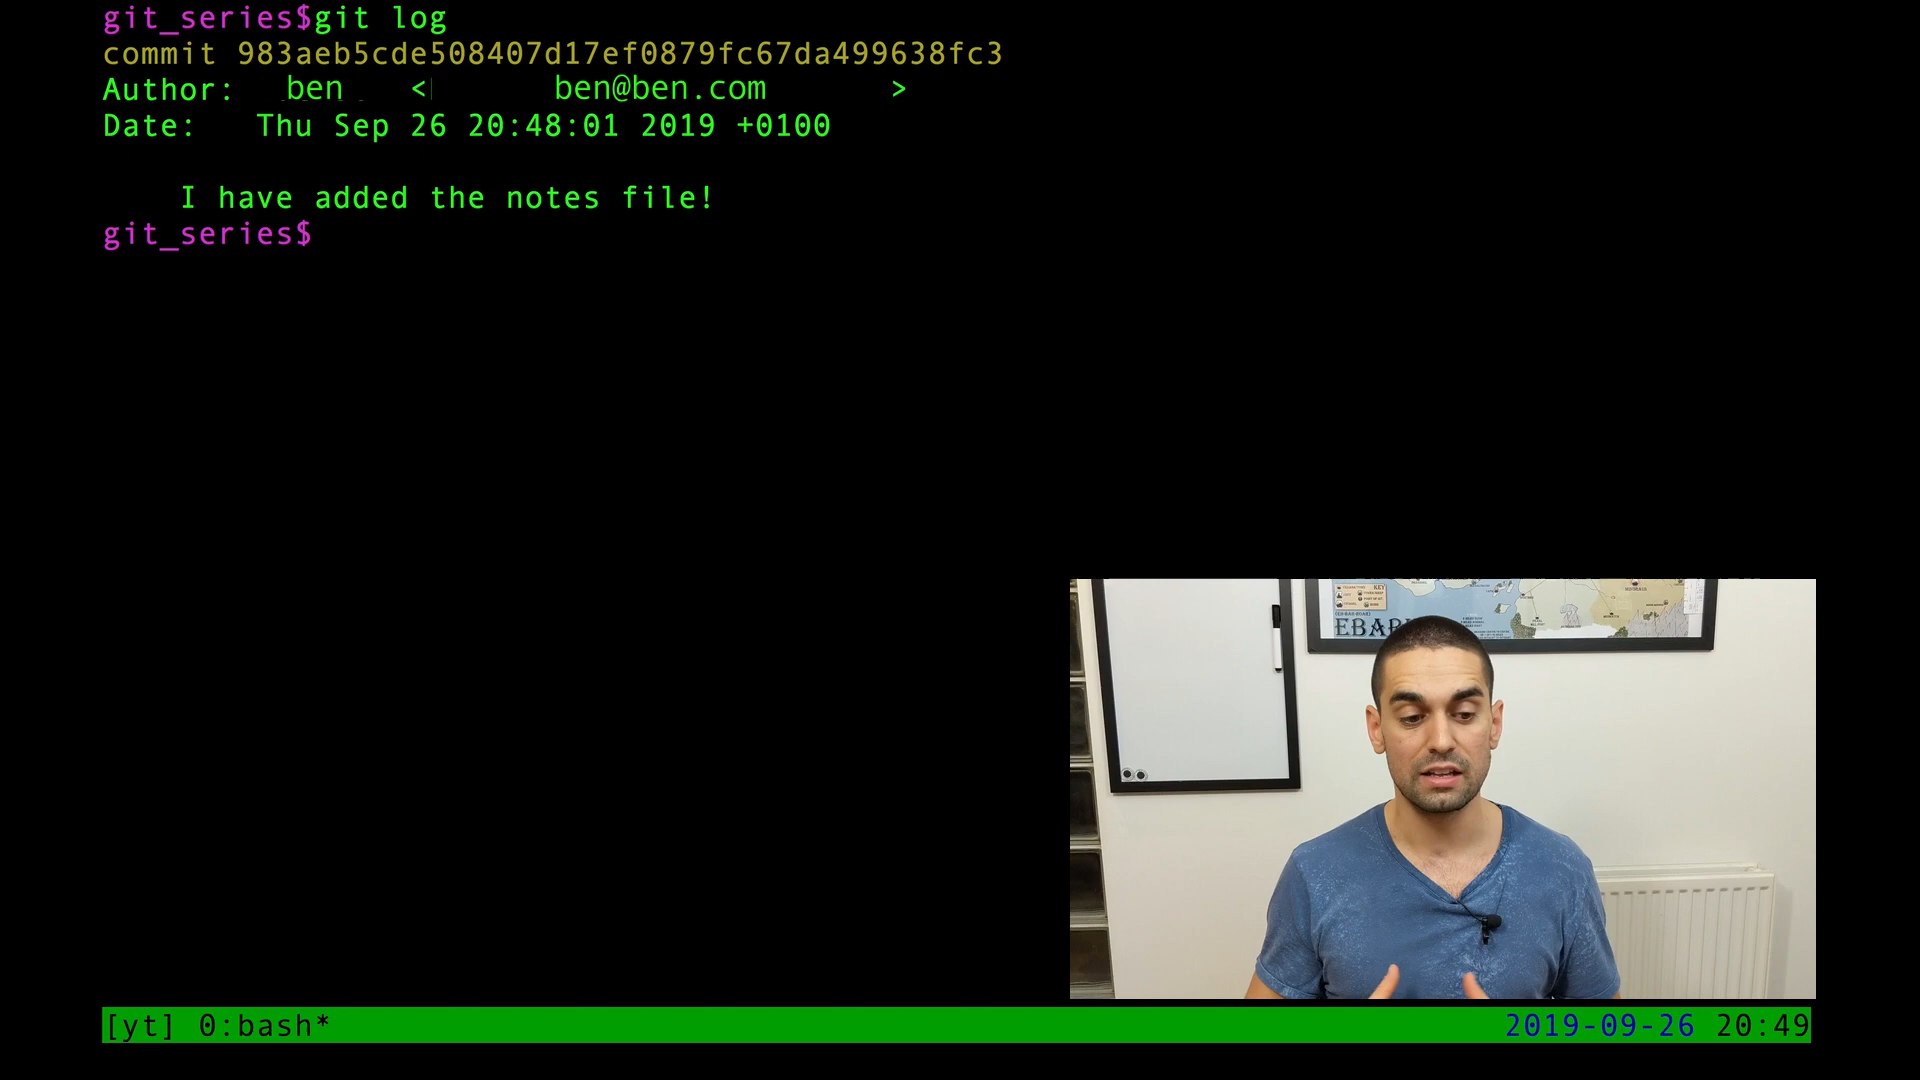 git_series$git log
commit 983aeb5cde508407d17ef0879fc67da499638fc3
Author: ben < ben@ben.com >
Date: Thu Sep 26 20:48:01 2019 +0100
I have added the notes file!
git_series$
KEY
[yt] 0:bash* 2019-09-26 20:49